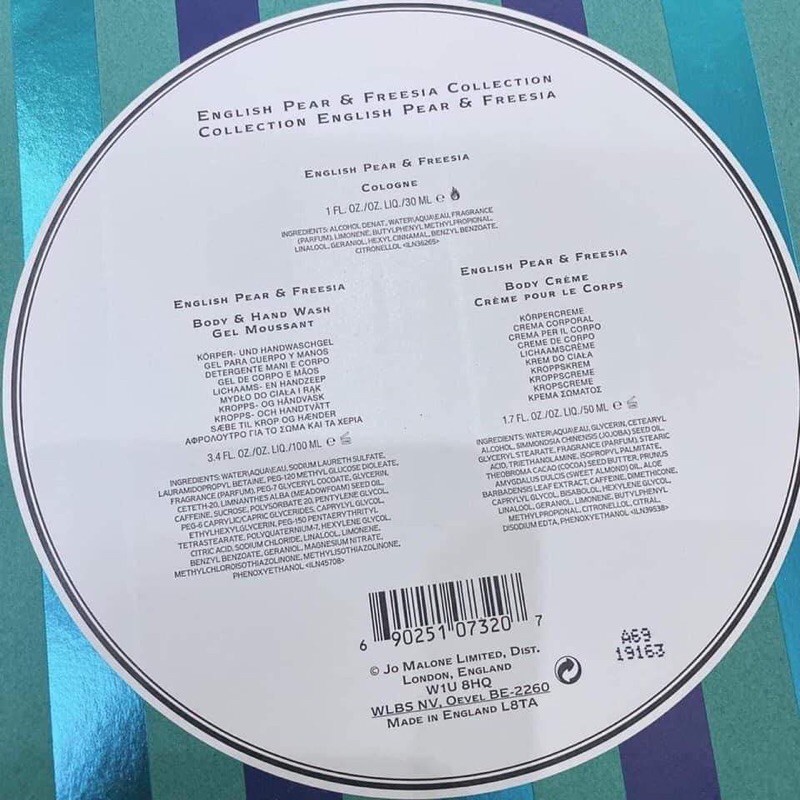 ENGLISH PEAR & FREESIA COLLECTION
COLLECTION ENGLISH PEAR & FREESIA
ENGLISH PEAR & FREESIA
COLOGNE
1 FL. OZ./OZ. LIQ./30 ML ℮
INGREDIENTS: ALCOHOL DENAT., WATER\AQUA\EAU, FRAGRANCE
(PARFUM), LIMONENE, BUTYLPHENYL METHYLPROPIONAL,
LINALOOL, GERANIOL, HEXYL CINNAMAL, BENZYL BENZOATE,
CITRONELLOL <ILN36265>
ENGLISH PEAR & FREESIA
BODY & HAND WASH
GEL MOUSSANT
KÖRPER- UND HANDWASCHGEL
GEL PARA CUERPO Y MANOS
DETERGENTE MANI E CORPO
GEL DE CORPO E MÃOS
LICHAAMS- EN HANDZEEP
MYDŁO DO CIAŁA I RĄK
KROPPS- OG HÅNDVASK
KROPPS- OCH HANDTVÄTT
SÆBE TIL KROP OG HÆNDER
ΑΦΡΟΛΟΥΤΡΟ ΓΙΑ ΤΟ ΣΩΜΑ ΚΑΙ ΤΑ ΧΕΡΙΑ
3.4 FL. OZ./OZ. LIQ./100 ML ℮
INGREDIENTS: WATER\AQUA\EAU, SODIUM LAURETH SULFATE,
LAURAMIDOPROPYL BETAINE, PEG-120 METHYL GLUCOSE DIOLEATE,
FRAGRANCE (PARFUM), PEG-7 GLYCERYL COCOATE, GLYCERIN,
CETETH-20, LIMNANTHES ALBA (MEADOWFOAM) SEED OIL,
CAFFEINE, SUCROSE, POLYSORBATE 20, PENTYLENE GLYCOL,
PEG-6 CAPRYLIC/CAPRIC GLYCERIDES, CAPRYLYL GLYCOL,
ETHYLHEXYLGLYCERIN, PEG-150 PENTAERYTHRITYL
TETRASTEARATE, POLYQUATERNIUM-7, HEXYLENE GLYCOL,
CITRIC ACID, SODIUM CHLORIDE, LINALOOL, LIMONENE,
BENZYL BENZOATE, GERANIOL, MAGNESIUM NITRATE,
METHYLCHLOROISOTHIAZOLINONE, METHYLISOTHIAZOLINONE,
PHENOXYETHANOL <ILN45708>
ENGLISH PEAR & FREESIA
BODY CRÈME
CRÈME POUR LE CORPS
KÖRPERCREME
CREMA CORPORAL
CREMA PER IL CORPO
CREME DE CORPO
LICHAAMSCRÈME
KREM DO CIAŁA
KROPPSKREM
KROPPSCREME
KROPSCREME
ΚΡΕΜΑ ΣΩΜΑΤΟΣ
1.7 FL. OZ./OZ. LIQ./50 ML ℮
INGREDIENTS: WATER\AQUA\EAU, GLYCERIN, CETEARYL
ALCOHOL, SIMMONDSIA CHINENSIS (JOJOBA) SEED OIL,
GLYCERYL STEARATE, FRAGRANCE (PARFUM), STEARIC
ACID, TRIETHANOLAMINE, ISOPROPYL PALMITATE,
THEOBROMA CACAO (COCOA) SEED BUTTER, PRUNUS
AMYGDALUS DULCIS (SWEET ALMOND) OIL, ALOE
BARBADENSIS LEAF EXTRACT, CAFFEINE, DIMETHICONE,
CAPRYLYL GLYCOL, BISABOLOL, HEXYLENE GLYCOL,
LINALOOL, GERANIOL, LIMONENE, BUTYLPHENYL
METHYLPROPIONAL, CITRONELLOL, CITRAL,
DISODIUM EDTA, PHENOXYETHANOL <ILN39538>
6 90251 07320 7
A69
19163
© JO MALONE LIMITED, DIST.
LONDON, ENGLAND
W1U 8HQ
WLBS NV, OEVEL BE-2260
MADE IN ENGLAND L8TA